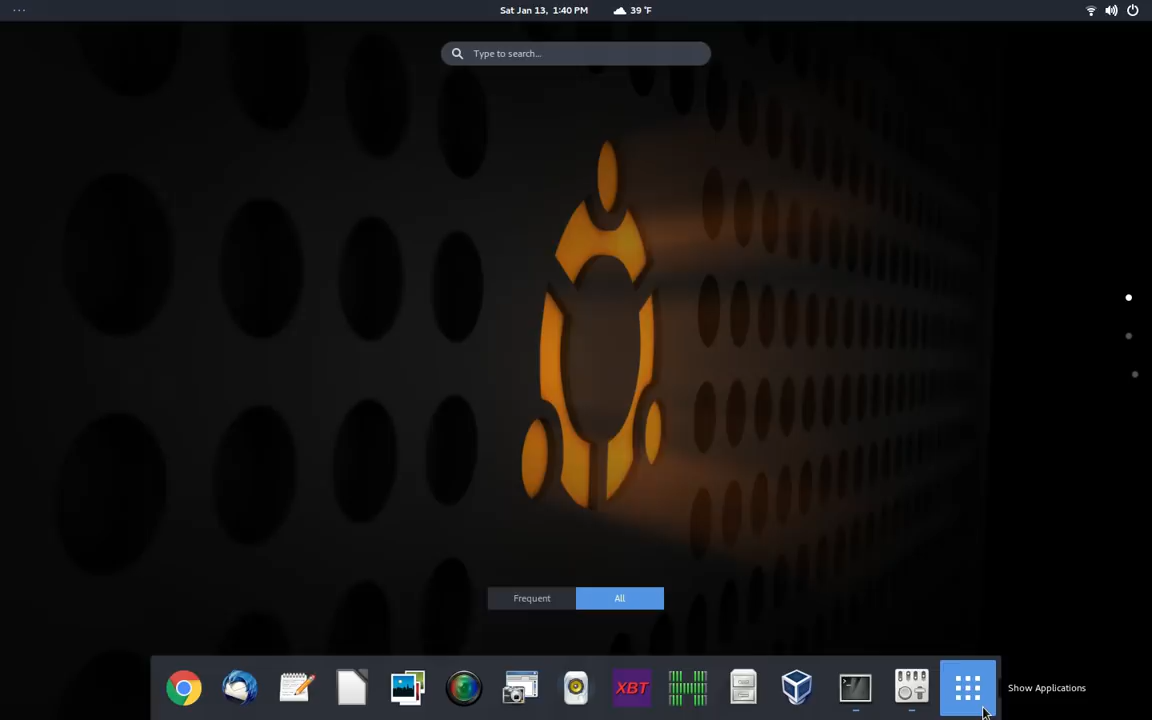 Sat Jan 13, 1:40 PM 39 °F
Type to search...
Frequent All
XBT
Show Applications